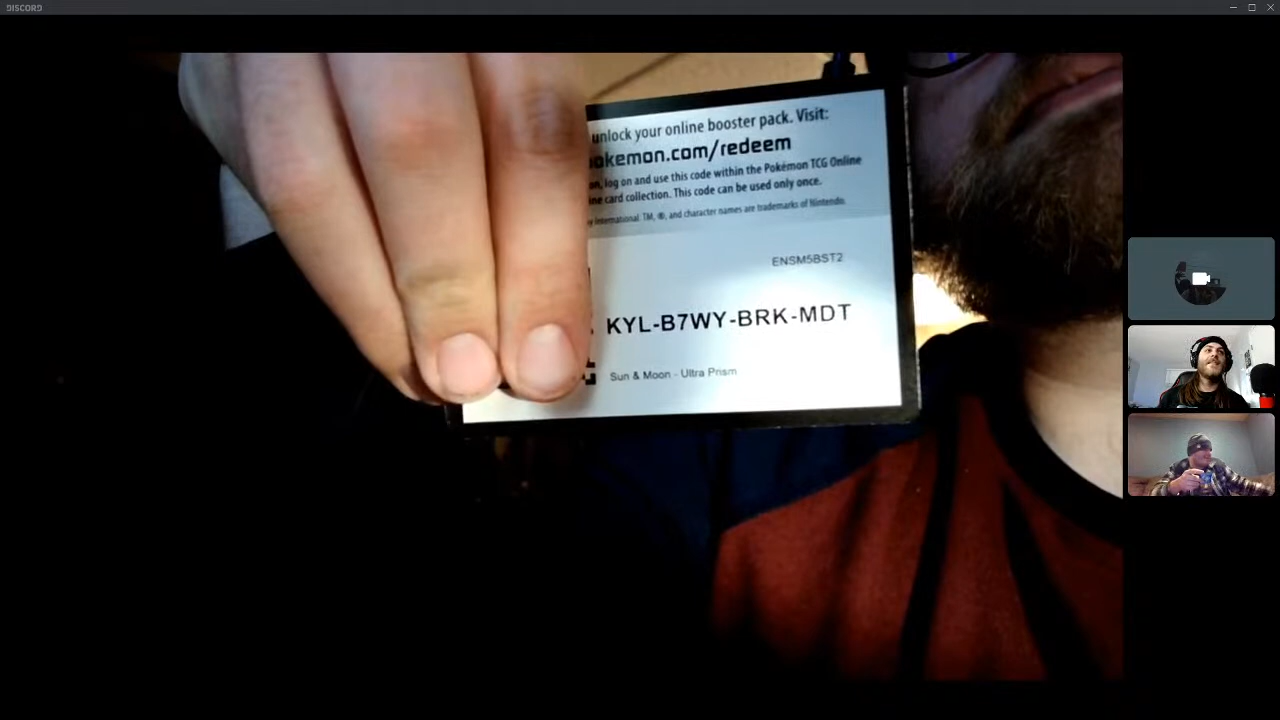 DISCORD
unlock your online booster pack. Visit:
okemon.com/redeem
on, log on and use this code within the Pokémon TCG Online
ine card collection. This code can be used only once.
International. TM, ®, and character names are trademarks of Nintendo.
ENSM5BST2
KYL-B7WY-BRK-MDT
Sun & Moon - Ultra Prism